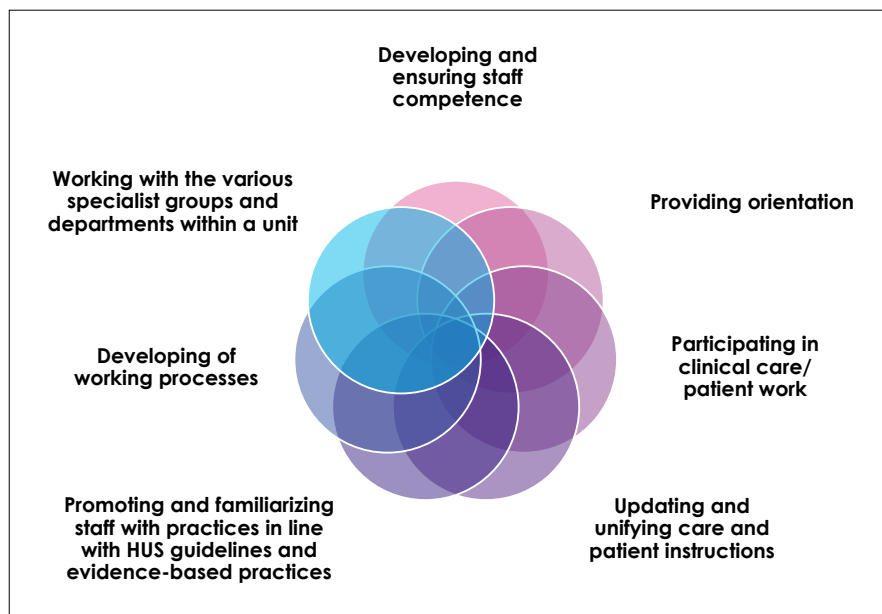 Developing and
ensuring staff
competence
Working with the various
specialist groups and
departments within a unit
Providing orientation
Developing of
working processes
Participating in
clinical care/
patient work
Promoting and familiarizing
staff with practices in line
with HUS guidelines and
evidence-based practices
Updating and
unifying care and
patient instructions